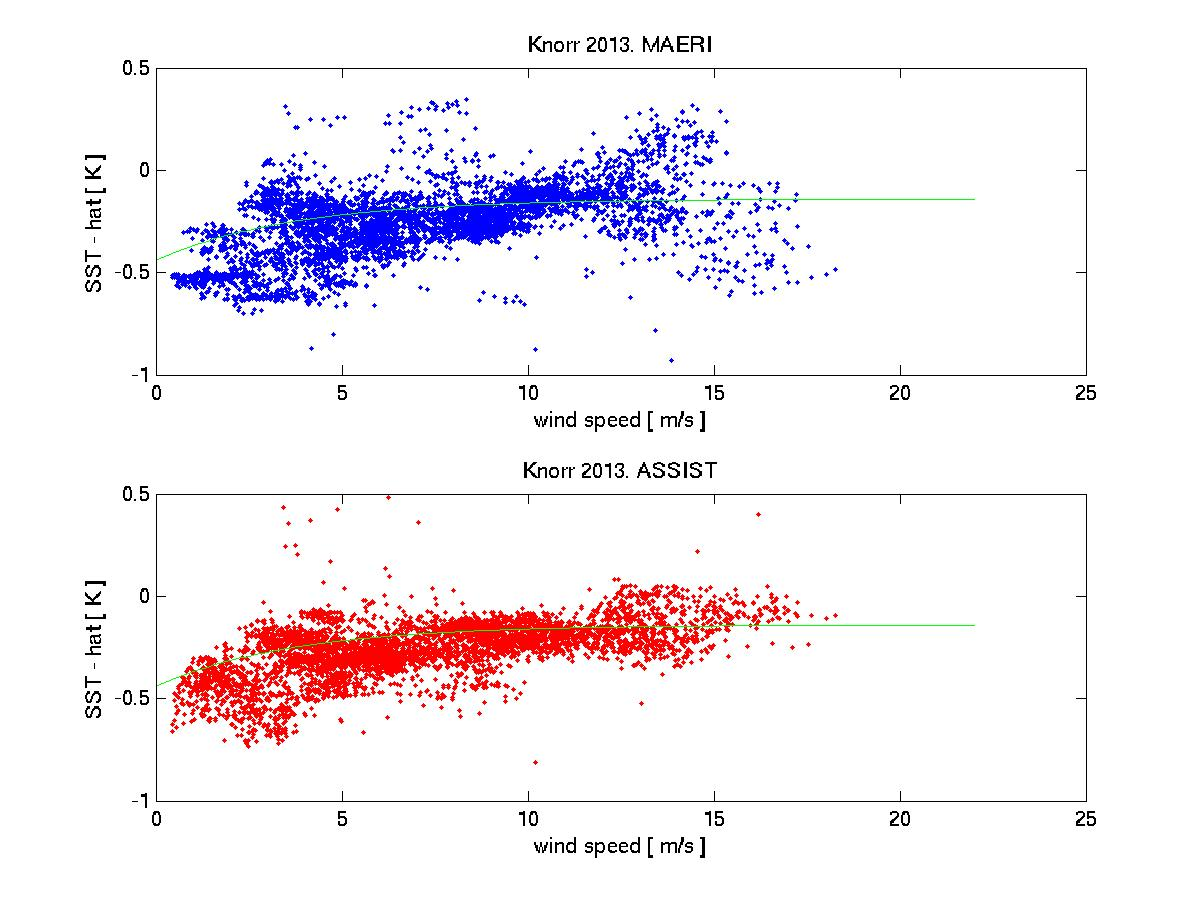 Knorr 2013. MAERI
0.5
0
-0.5
-1
SST - hat [ K ]
0 5 10 15 20 25
wind speed [ m/s ]
Knorr 2013. ASSIST
0.5
0
-0.5
-1
SST - hat [ K ]
0 5 10 15 20 25
wind speed [ m/s ]